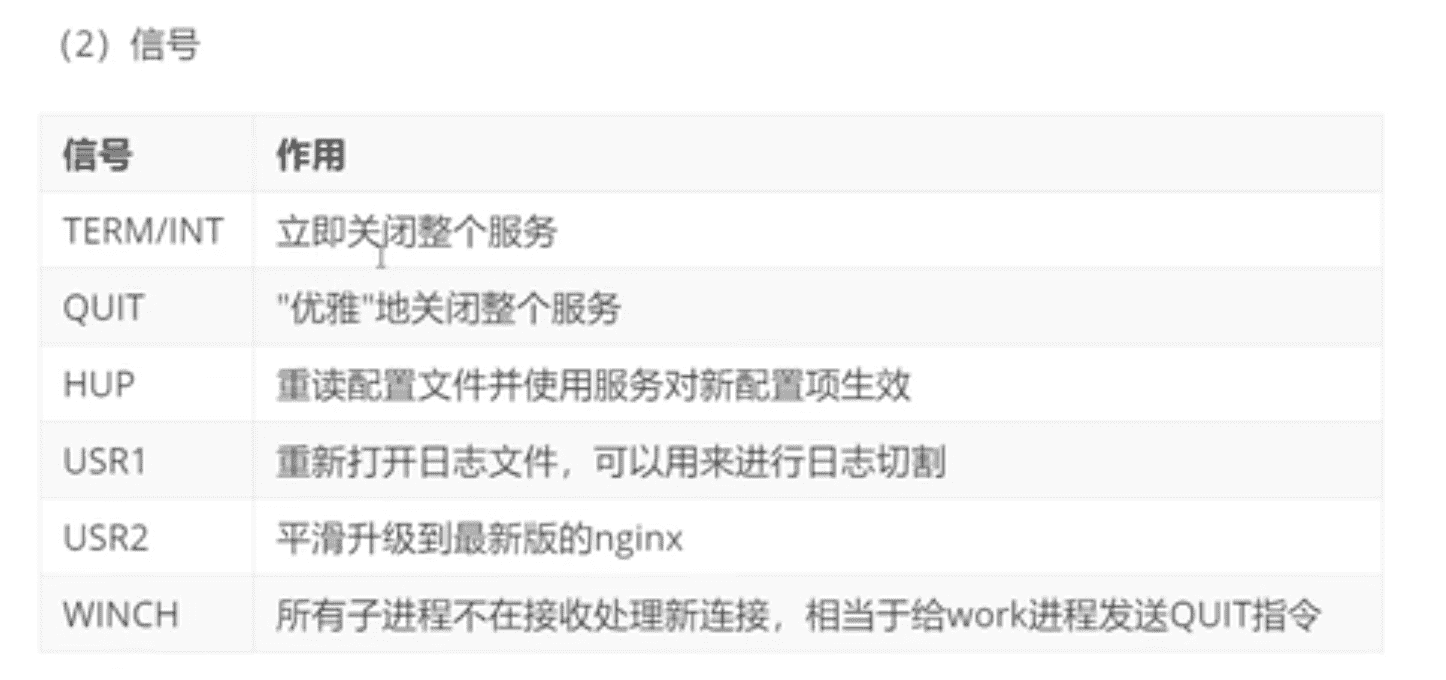 （2）信号
信号 作用
TERM/INT 立即关闭整个服务
QUIT "优雅"地关闭整个服务
HUP 重读配置文件并使用服务对新配置项生效
USR1 重新打开日志文件，可以用来进行日志切割
USR2 平滑升级到最新版的nginx
WINCH 所有子进程不在接收处理新连接，相当于给work进程发送QUIT指令